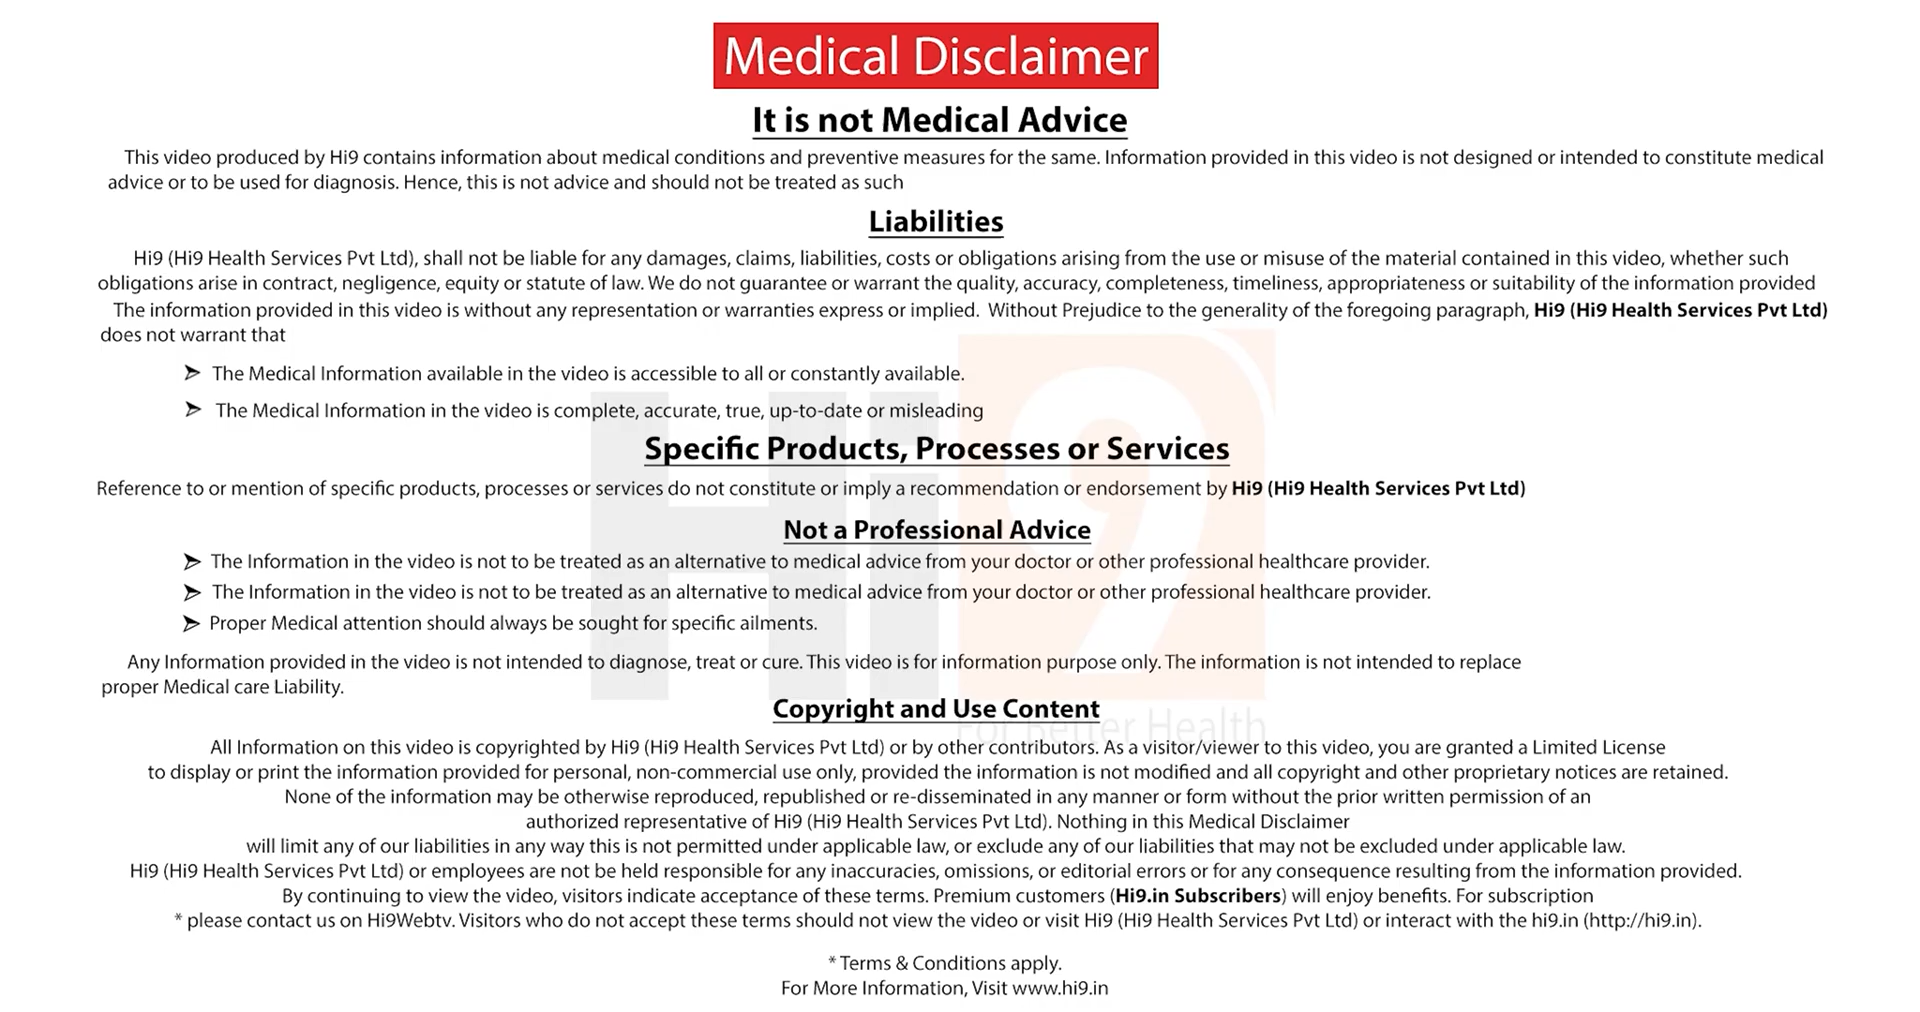 Medical Disclaimer
It is not Medical Advice
This video produced by Hi9 contains information about medical conditions and preventive measures for the same. Information provided in this video is not designed or intended to constitute medical
advice or to be used for diagnosis. Hence, this is not advice and should not be treated as such
Liabilities
Hi9 (Hi9 Health Services Pvt Ltd), shall not be liable for any damages, claims, liabilities, costs or obligations arising from the use or misuse of the material contained in this video, whether such
obligations arise in contract, negligence, equity or statute of law. We do not guarantee or warrant the quality, accuracy, completeness, timeliness, appropriateness or suitability of the information provided
The information provided in this video is without any representation or warranties express or implied. Without Prejudice to the generality of the foregoing paragraph, Hi9 (Hi9 Health Services Pvt Ltd)
does not warrant that
➢ The Medical Information available in the video is accessible to all or constantly available.
➢ The Medical Information in the video is complete, accurate, true, up-to-date or misleading
Specific Products, Processes or Services
Reference to or mention of specific products, processes or services do not constitute or imply a recommendation or endorsement by Hi9 (Hi9 Health Services Pvt Ltd)
Not a Professional Advice
➢ The Information in the video is not to be treated as an alternative to medical advice from your doctor or other professional healthcare provider.
➢ The Information in the video is not to be treated as an alternative to medical advice from your doctor or other professional healthcare provider.
➢ Proper Medical attention should always be sought for specific ailments.
Any Information provided in the video is not intended to diagnose, treat or cure. This video is for information purpose only. The information is not intended to replace
proper Medical care Liability.
Hi9
Copyright and Use Content
For Better Health
All Information on this video is copyrighted by Hi9 (Hi9 Health Services Pvt Ltd) or by other contributors. As a visitor/viewer to this video, you are granted a Limited License
to display or print the information provided for personal, non-commercial use only, provided the information is not modified and all copyright and other proprietary notices are retained.
None of the information may be otherwise reproduced, republished or re-disseminated in any manner or form without the prior written permission of an
authorized representative of Hi9 (Hi9 Health Services Pvt Ltd). Nothing in this Medical Disclaimer
will limit any of our liabilities in any way this is not permitted under applicable law, or exclude any of our liabilities that may not be excluded under applicable law.
Hi9 (Hi9 Health Services Pvt Ltd) or employees are not be held responsible for any inaccuracies, omissions, or editorial errors or for any consequence resulting from the information provided.
By continuing to view the video, visitors indicate acceptance of these terms. Premium customers (Hi9.in Subscribers) will enjoy benefits. For subscription
* please contact us on Hi9Webtv. Visitors who do not accept these terms should not view the video or visit Hi9 (Hi9 Health Services Pvt Ltd) or interact with the hi9.in (http://hi9.in).
* Terms & Conditions apply.
For More Information, Visit www.hi9.in